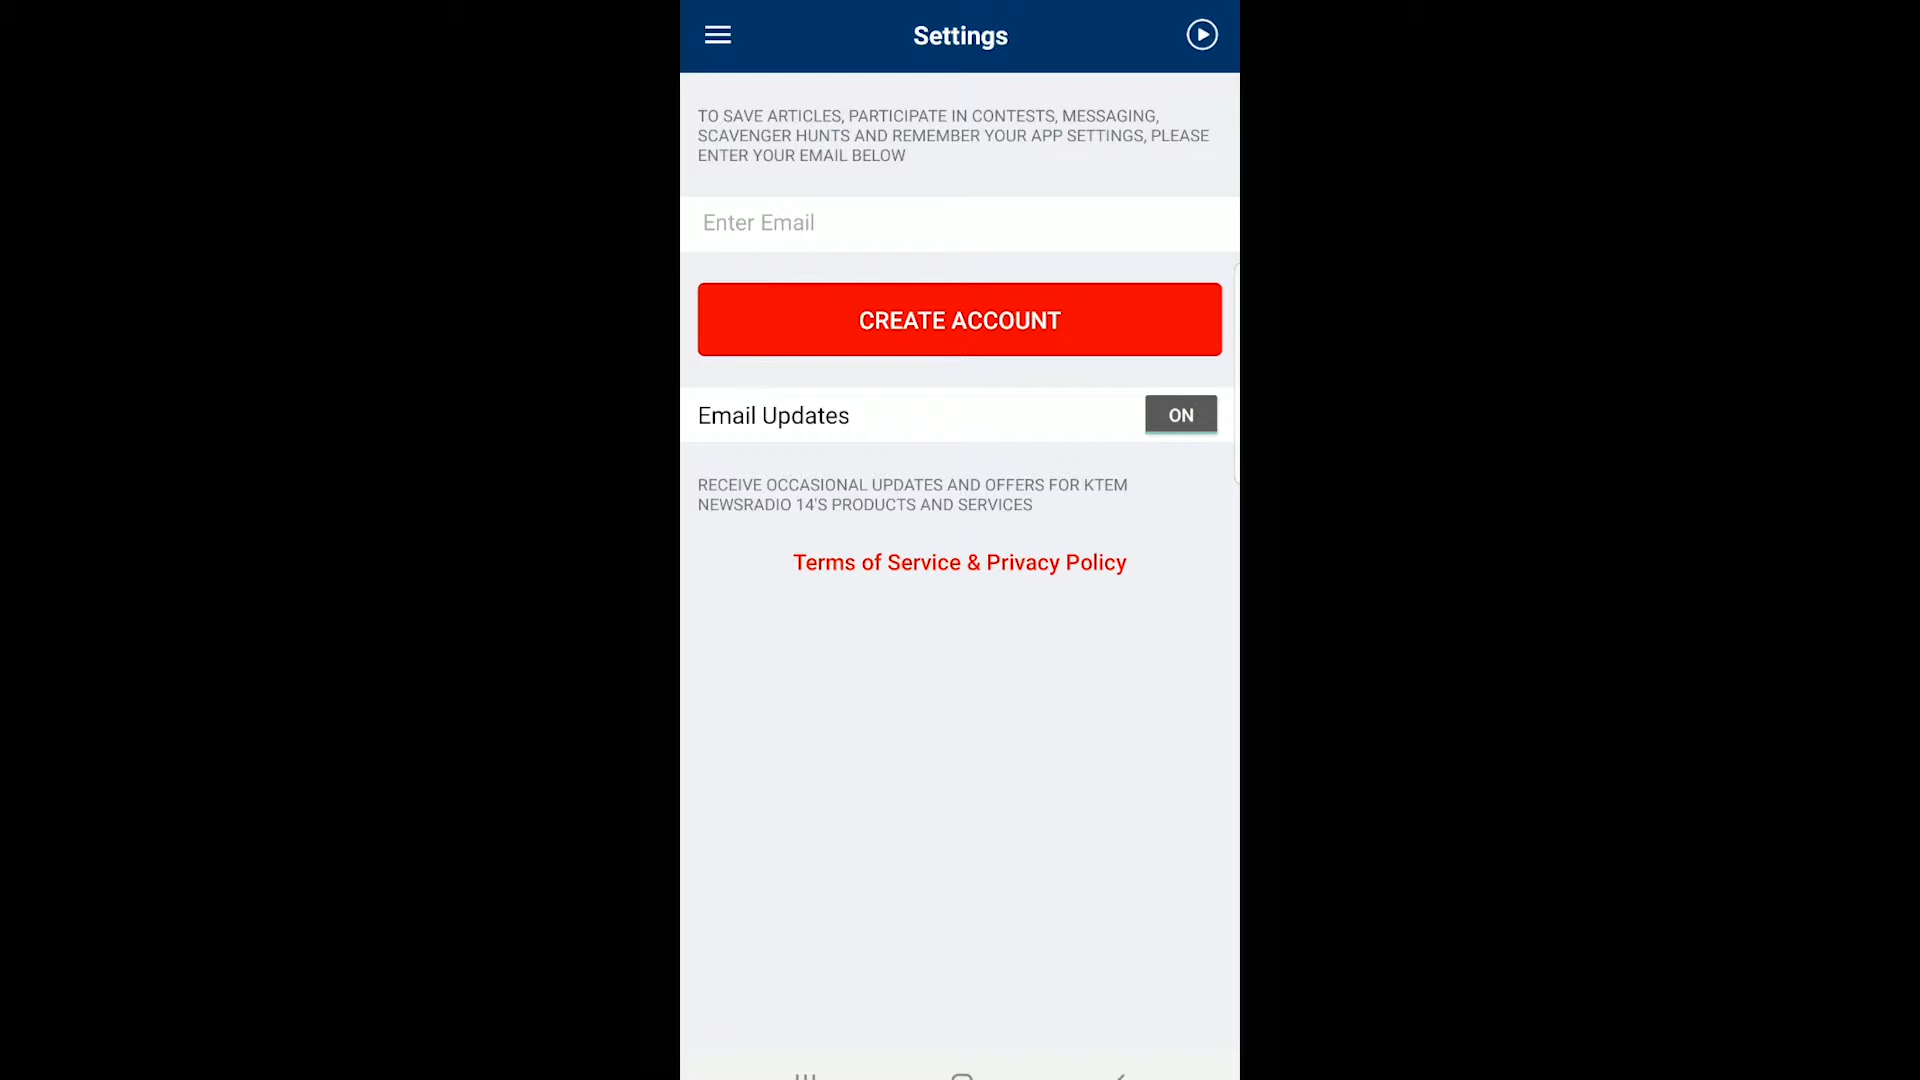 Settings
TO SAVE ARTICLES, PARTICIPATE IN CONTESTS, MESSAGING,
SCAVENGER HUNTS AND REMEMBER YOUR APP SETTINGS, PLEASE
ENTER YOUR EMAIL BELOW
Enter Email
CREATE ACCOUNT
Email Updates ON
RECEIVE OCCASIONAL UPDATES AND OFFERS FOR KTEM
NEWSRADIO 14'S PRODUCTS AND SERVICES
Terms of Service & Privacy Policy